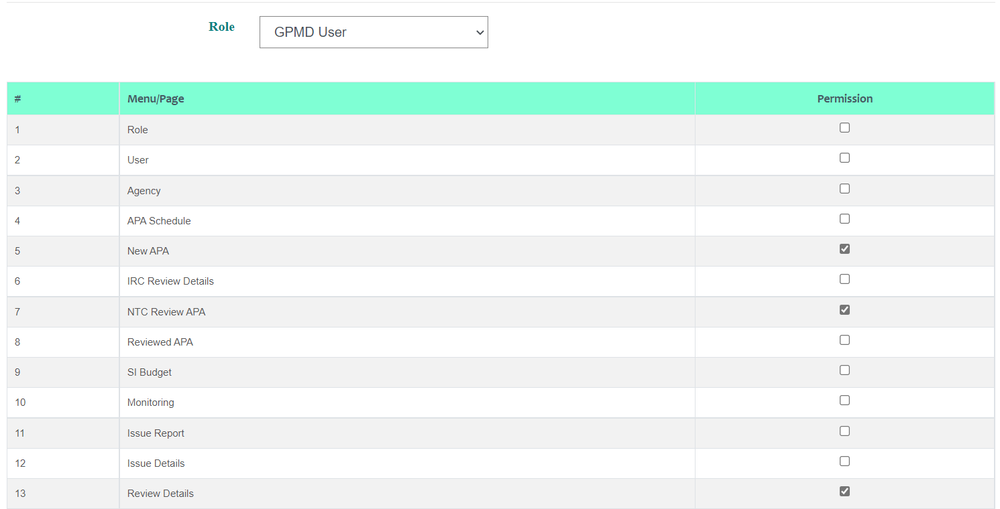 Role GPMD User
# Menu/Page Permission
1 Role
2 User
3 Agency
4 APA Schedule
5 New APA
6 IRC Review Details
7 NTC Review APA
8 Reviewed APA
9 SI Budget
10 Monitoring
11 Issue Report
12 Issue Details
13 Review Details